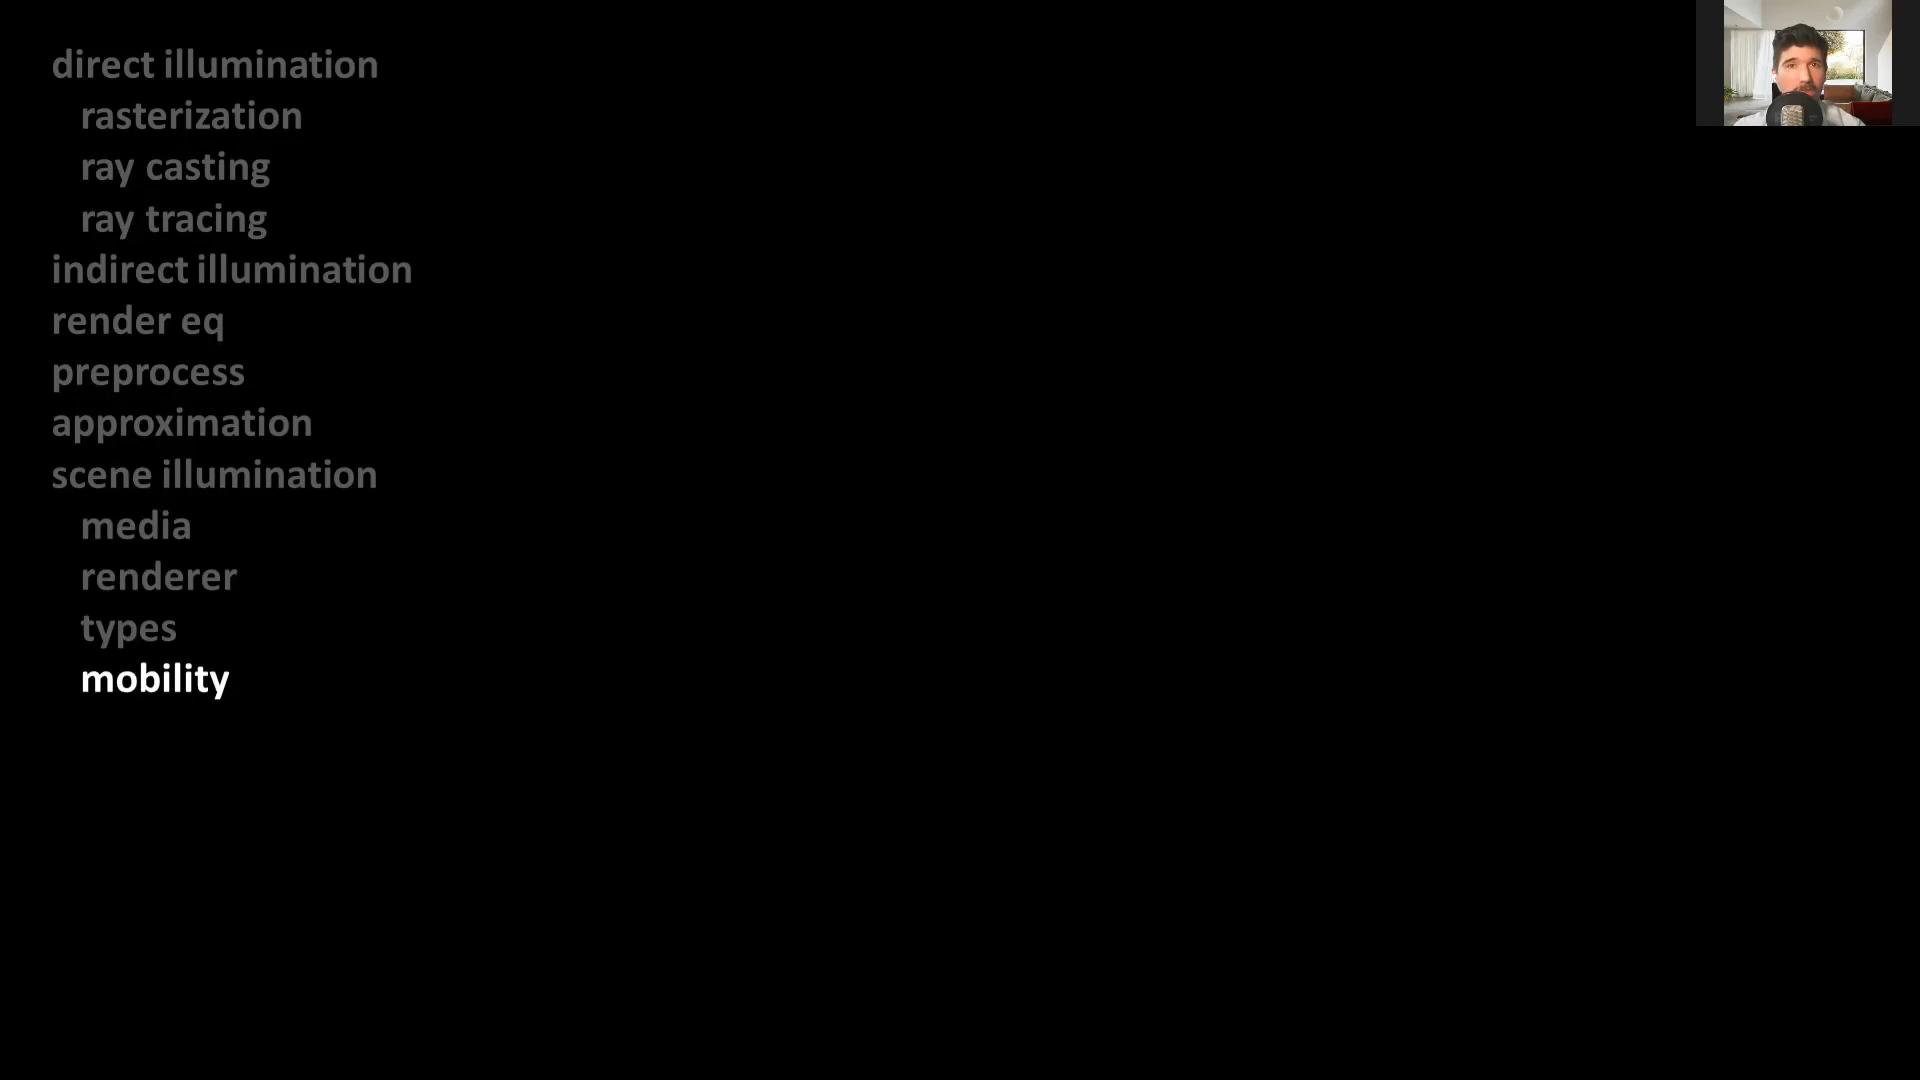 direct illumination
rasterization
ray casting
ray tracing
indirect illumination
render eq
preprocess
approximation
scene illumination
media
renderer
types
mobility